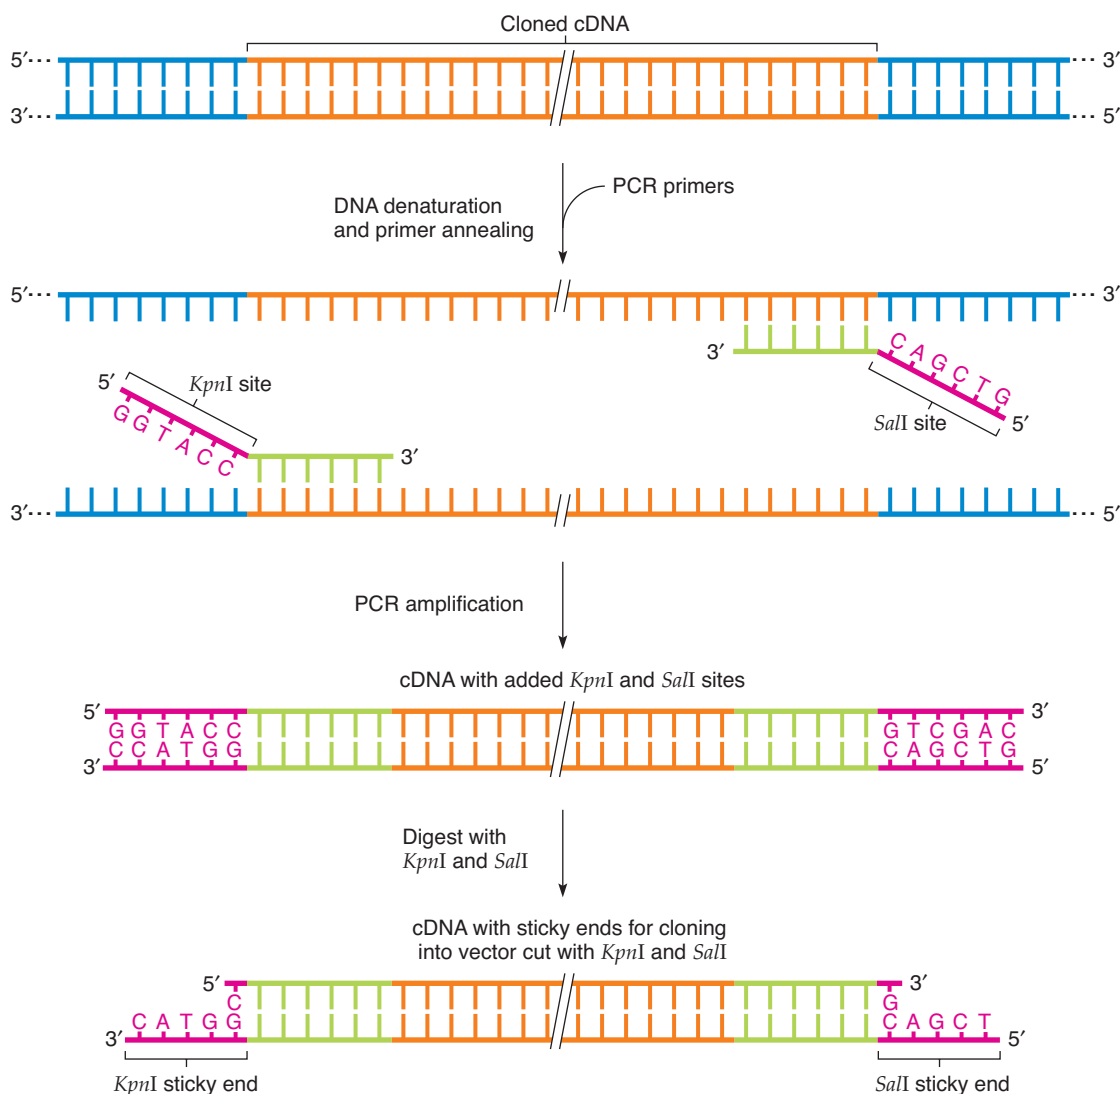 Cloned cDNA
5′ 3′
3′ 5′
PCR primers
DNA denaturation
and primer annealing
5′ 3′
3′ CAGCTG 5′
SalI site
5′ KpnI site
GGTACC 3′
3′ 5′
PCR amplification
cDNA with added KpnI and SalI sites
5′ 3′
GGTACC GTCGAC
CCATGG CAGCTG
3′ 5′
Digest with
KpnI and SalI
cDNA with sticky ends for cloning
into vector cut with KpnI and SalI
5′ 3′
C G
3′ CATGG CAGCT 5′
KpnI sticky end SalI sticky end